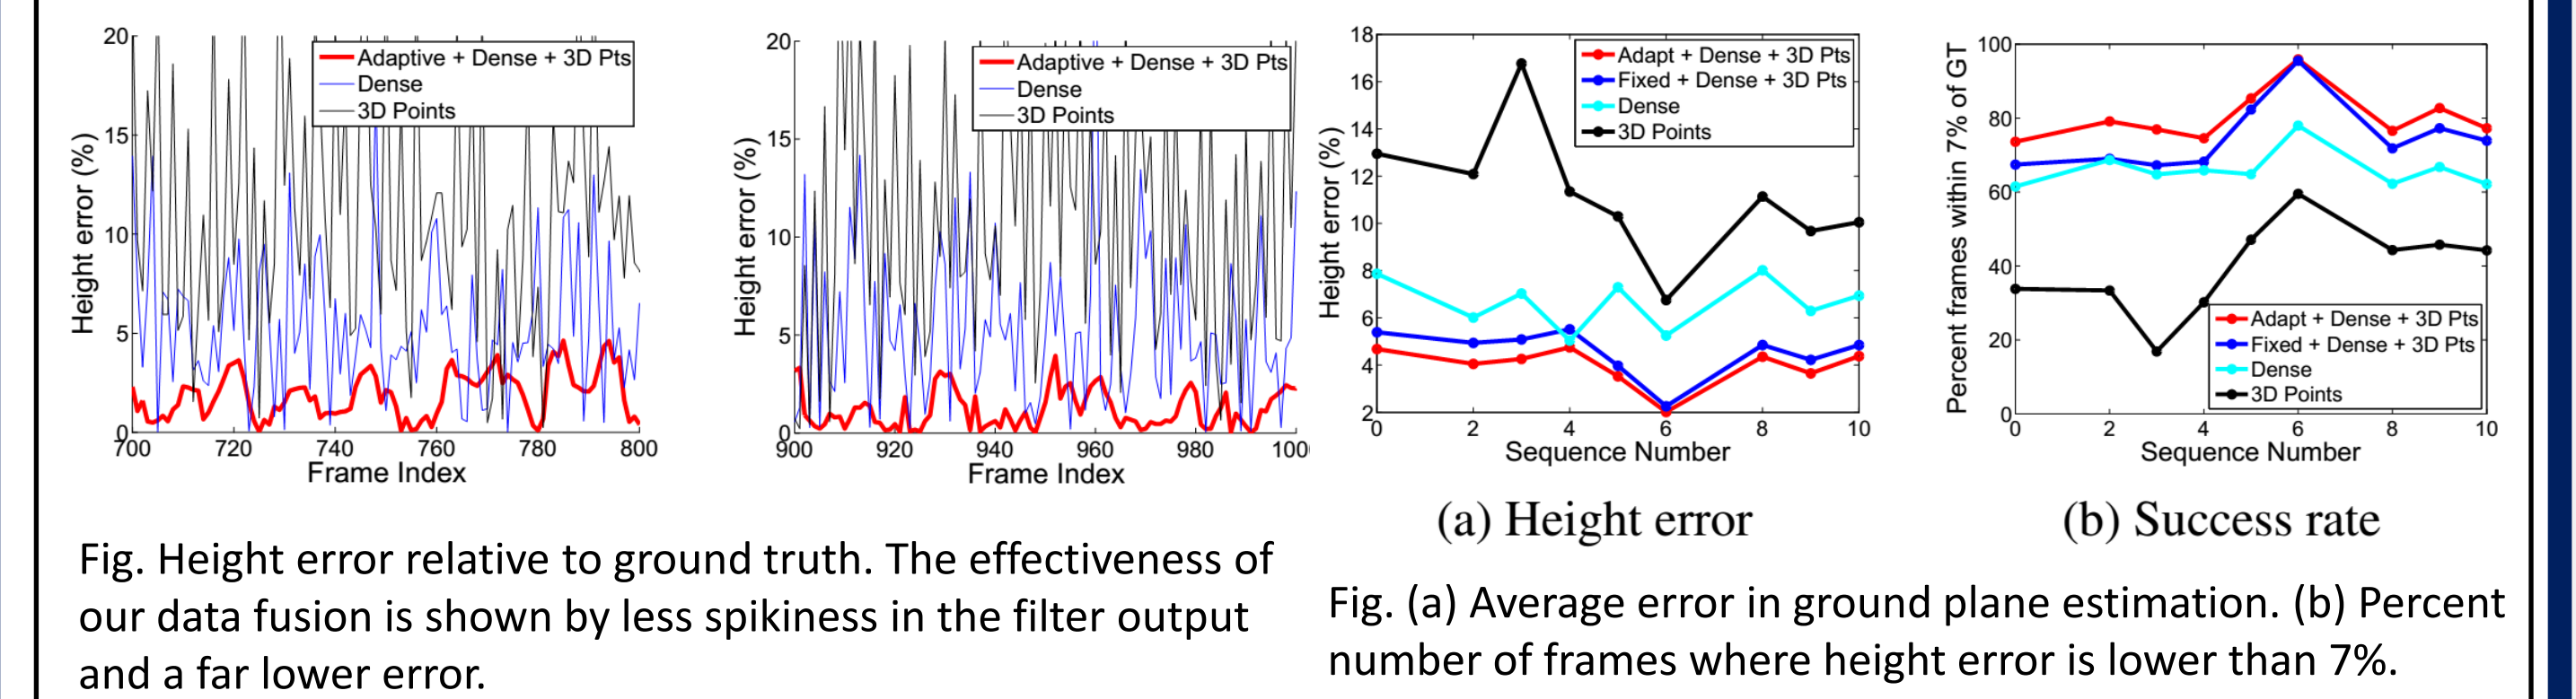 20
15
10
5
0
Height error (%)
Adaptive + Dense + 3D Pts
Dense
3D Points
700 720 740 760 780 800
Frame Index
20
15
10
5
0
Height error (%)
Adaptive + Dense + 3D Pts
Dense
3D Points
900 920 940 960 980 100
Frame Index
Fig. Height error relative to ground truth. The effectiveness of
our data fusion is shown by less spikiness in the filter output
and a far lower error.
18
16
14
12
10
8
6
4
2
Height error (%)
Adapt + Dense + 3D Pts
Fixed + Dense + 3D Pts
Dense
3D Points
0 2 4 6 8 10
Sequence Number
(a) Height error
100
80
60
40
20
0
Percent frames within 7% of GT
Adapt + Dense + 3D Pts
Fixed + Dense + 3D Pts
Dense
3D Points
0 2 4 6 8 10
Sequence Number
(b) Success rate
Fig. (a) Average error in ground plane estimation. (b) Percent
number of frames where height error is lower than 7%.